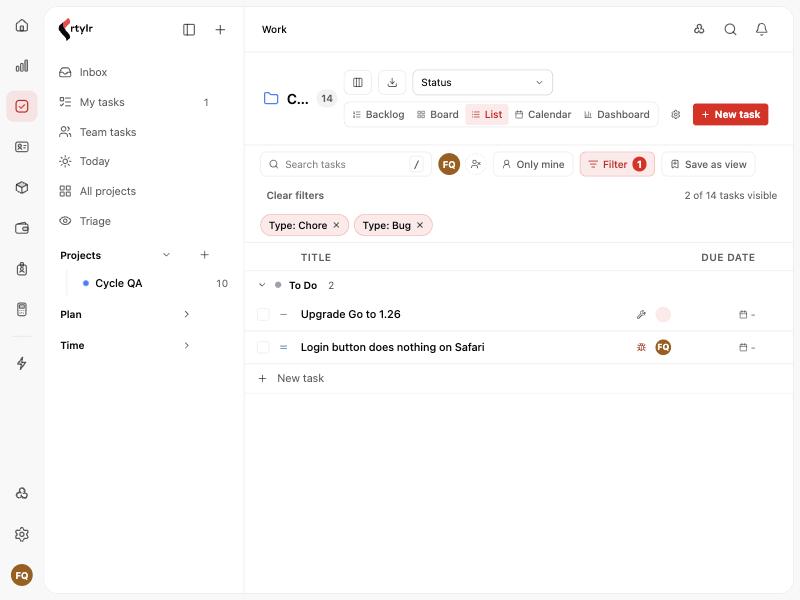 rtylr
Inbox
My tasks 1
Team tasks
Today
All projects
Triage
Projects
Cycle QA 10
Plan
Time
FQ
Work
C... 14
Status
Backlog Board List Calendar Dashboard
New task
Search tasks /
FQ
Only mine
Filter 1
Save as view
Clear filters
2 of 14 tasks visible
Type: Chore × Type: Bug ×
TITLE DUE DATE
To Do 2
Upgrade Go to 1.26 –
Login button does nothing on Safari FQ –
+ New task